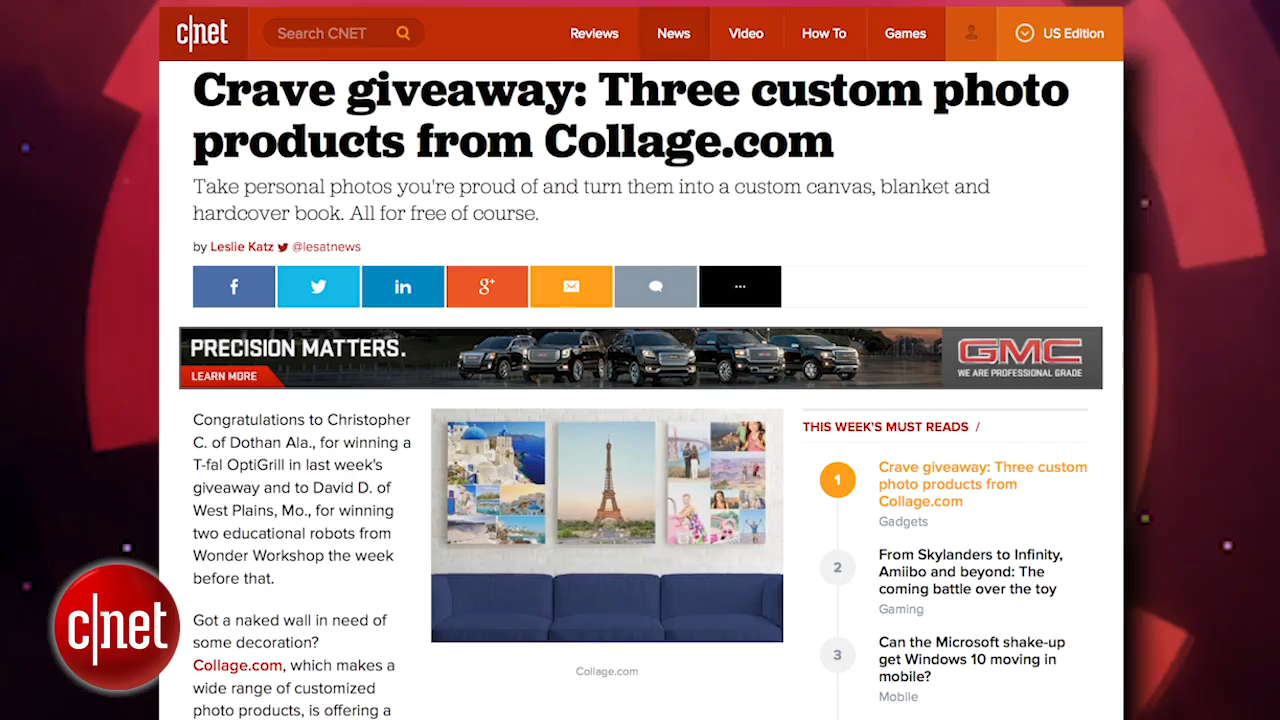 c|net
Search CNET
Reviews
News
Video
How To
Games
US Edition
Crave giveaway: Three custom photo
products from Collage.com
Take personal photos you're proud of and turn them into a custom canvas, blanket and
hardcover book. All for free of course.
by Leslie Katz @lesatnews
f
in
g+
...
PRECISION MATTERS.
LEARN MORE
GMC
WE ARE PROFESSIONAL GRADE
Congratulations to Christopher
C. of Dothan Ala., for winning a
T-fal OptiGrill in last week's
giveaway and to David D. of
West Plains, Mo., for winning
two educational robots from
Wonder Workshop the week
before that.
Got a naked wall in need of
some decoration?
Collage.com, which makes a
wide range of customized
photo products, is offering a
Collage.com
THIS WEEK'S MUST READS /
1
Crave giveaway: Three custom
photo products from
Collage.com
Gadgets
2
From Skylanders to Infinity,
Amiibo and beyond: The
coming battle over the toy
Gaming
3
Can the Microsoft shake-up
get Windows 10 moving in
mobile?
Mobile
c|net